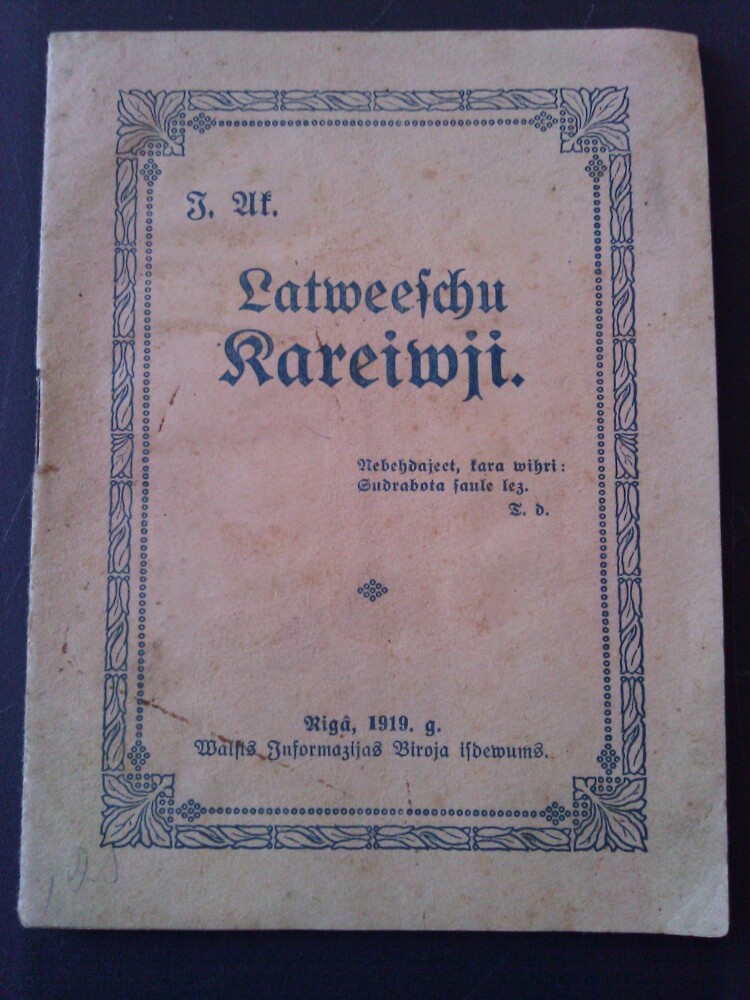 J. Ak.
Latweeſchu
Kareiwji.
Nebehdajeet, kara wihri:
Sudrabota ſaule lez.
T. d.
Rigâ, 1919. g.
Walſts Informazijas Biroja iſdewums.